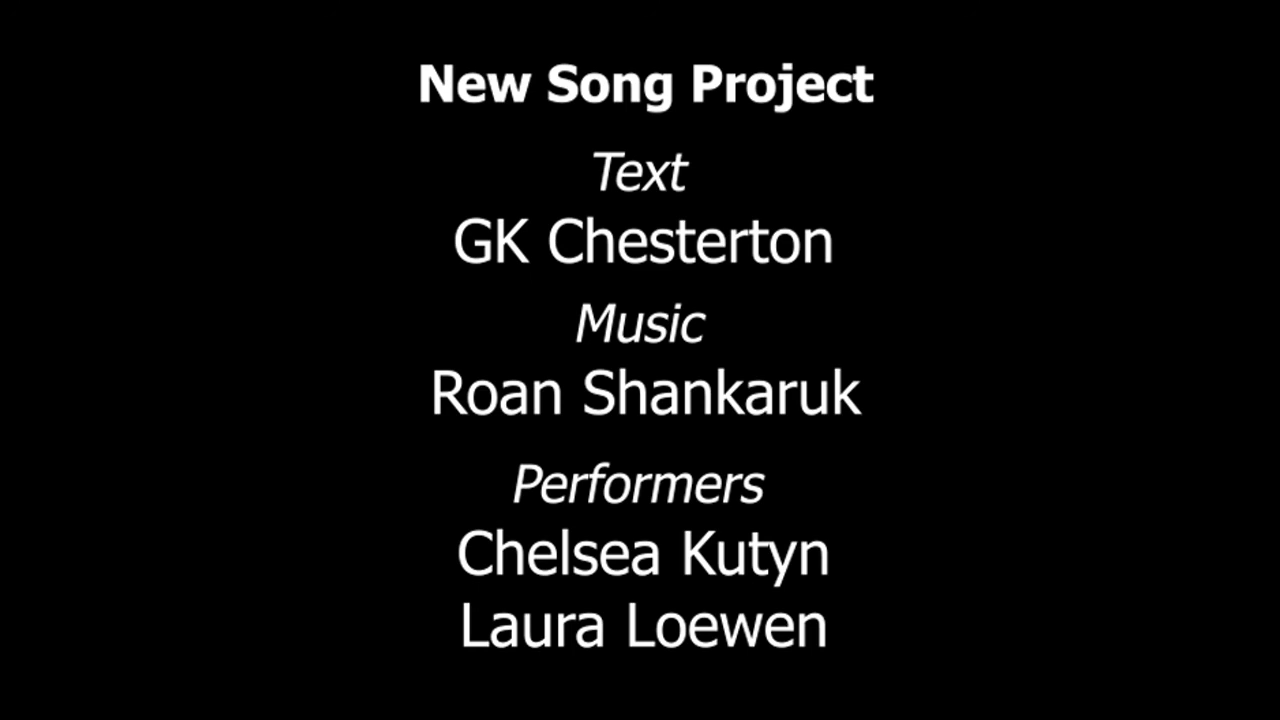 New Song Project
Text
GK Chesterton
Music
Roan Shankaruk
Performers
Chelsea Kutyn
Laura Loewen